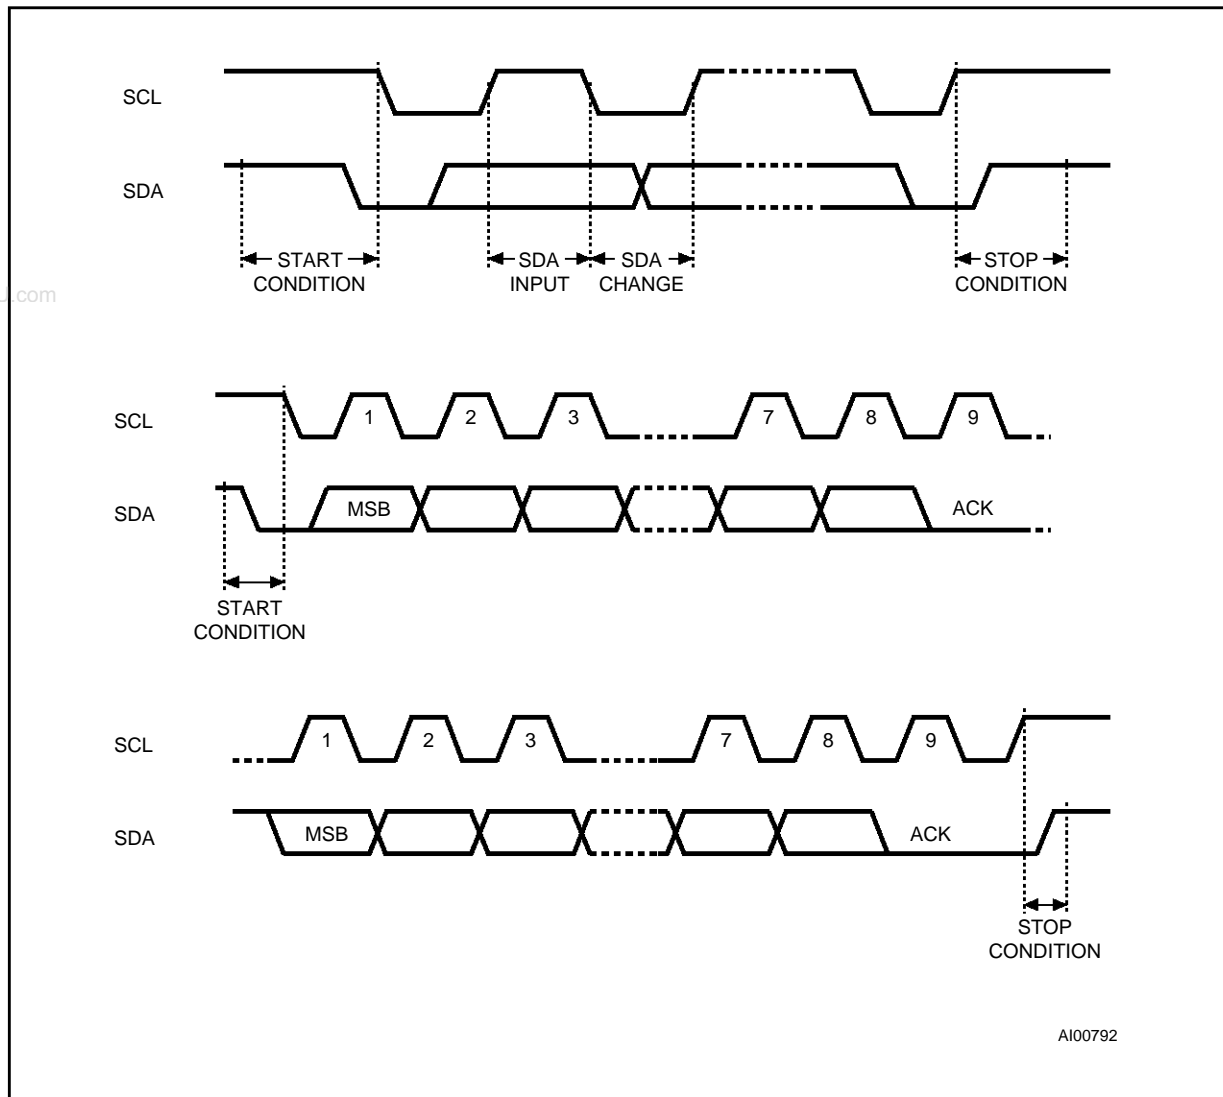 SCL
SDA
START
CONDITION
SDA
INPUT
SDA
CHANGE
STOP
CONDITION
.com
SCL
1 2 3 7 8 9
SDA
MSB ACK
START
CONDITION
SCL
1 2 3 7 8 9
SDA
MSB ACK
STOP
CONDITION
AI00792